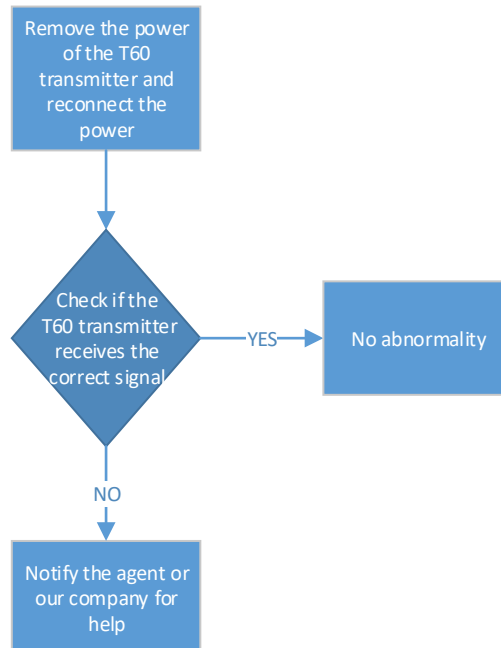 Remove the power
of the T60
transmitter and
reconnect the
power
Check if the
T60 transmitter
receives the
correct signal
YES
No abnormality
NO
Notify the agent or
our company for
help